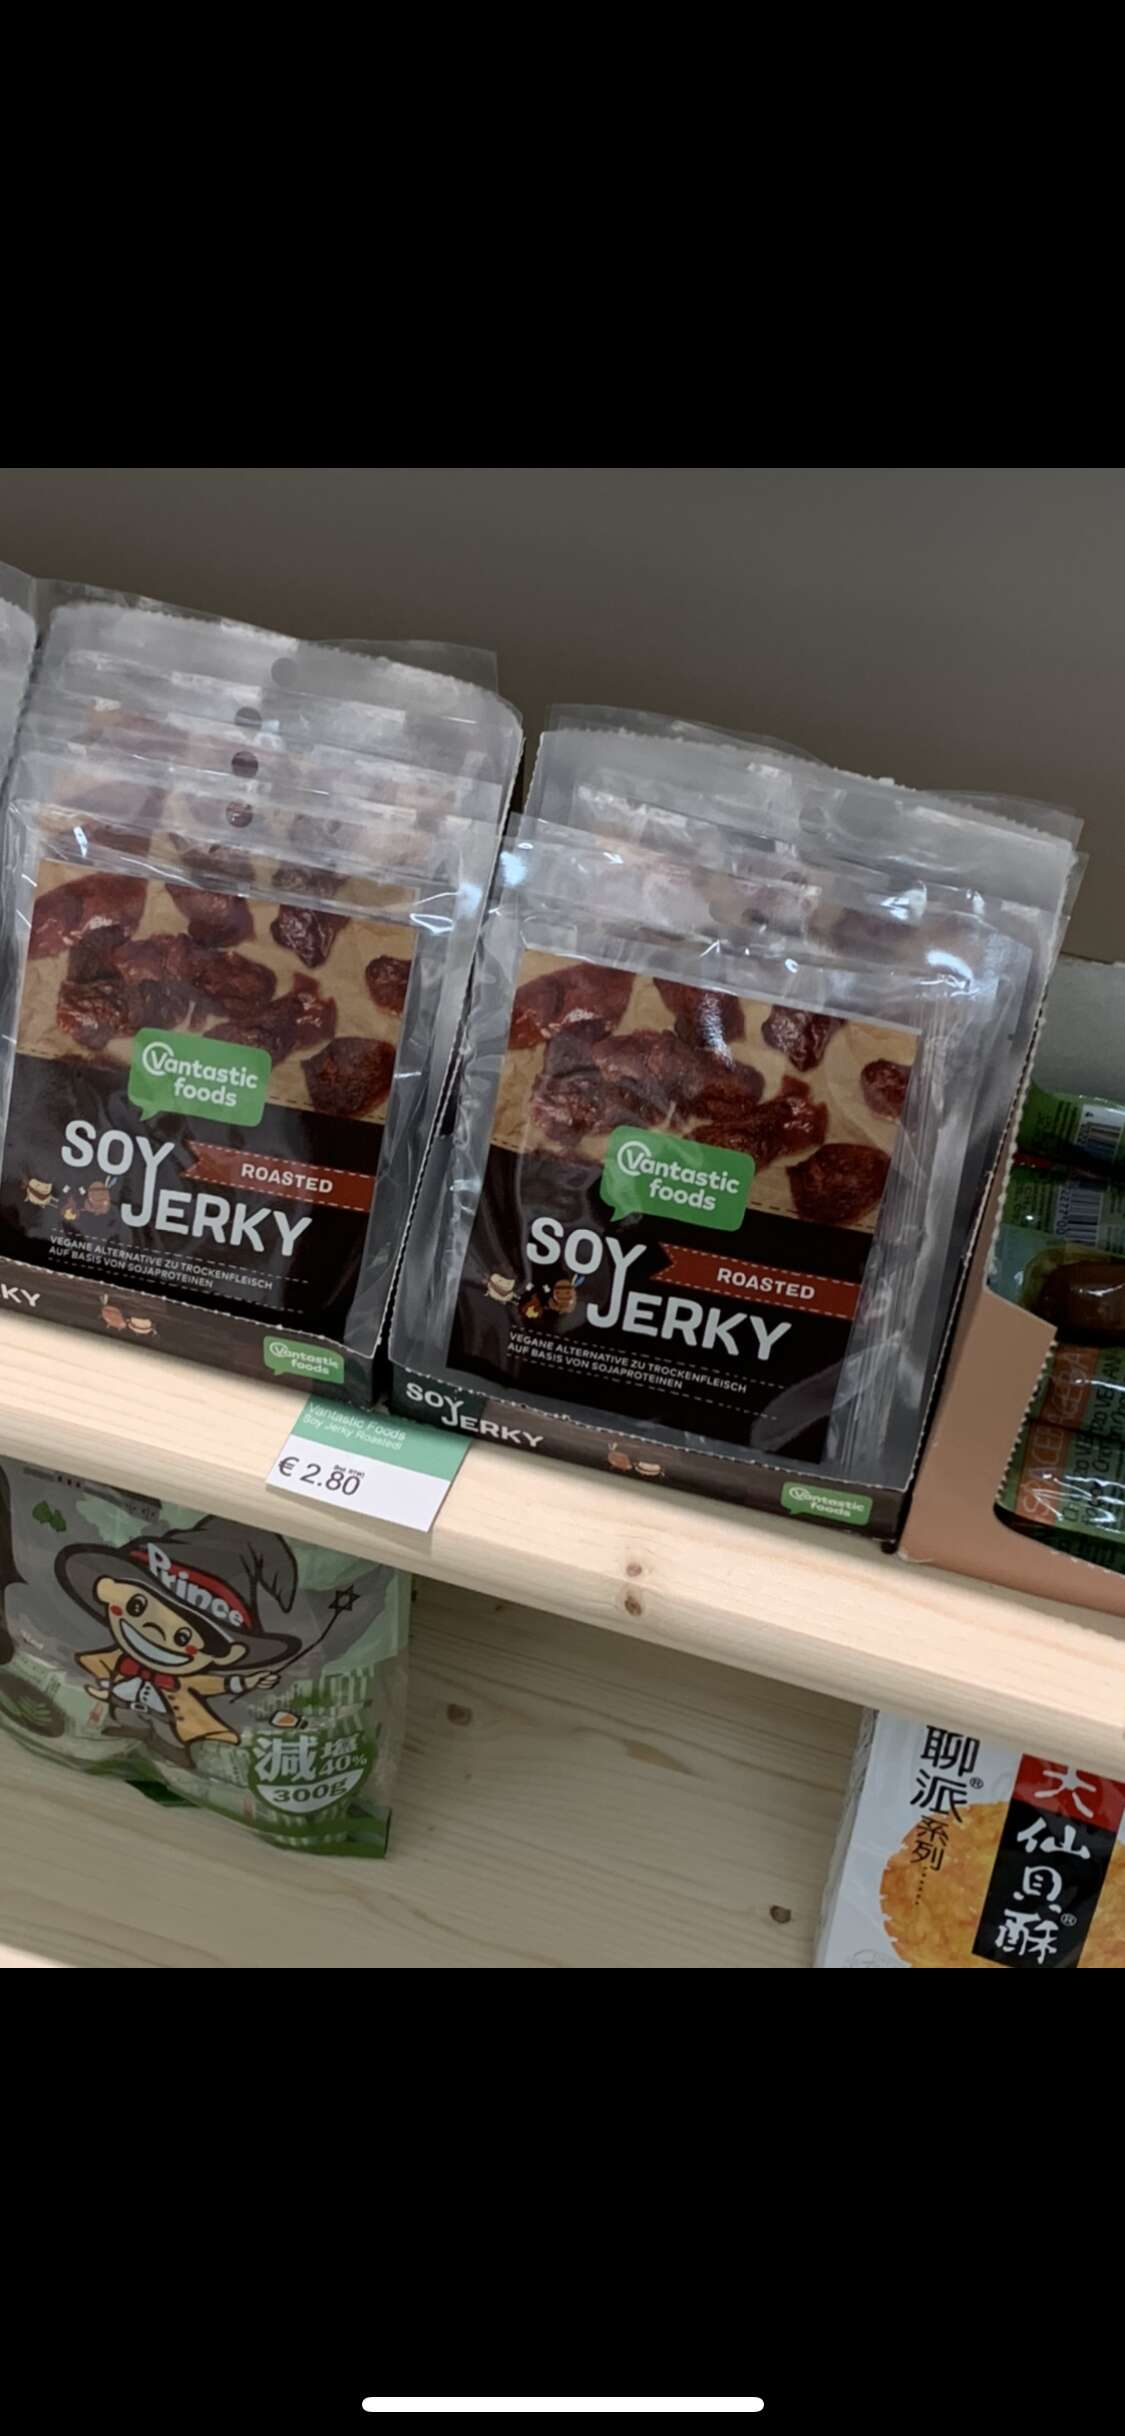 Vantastic
foods
SOY
ROASTED
JERKY
VEGANE ALTERNATIVE ZU TROCKENFLEISCH
AUF BASIS VON SOJAPROTEINEN
Vantastic
foods
SOY
ROASTED
JERKY
VEGANE ALTERNATIVE ZU TROCKENFLEISCH
AUF BASIS VON SOJAPROTEINEN
KY
Vantastic
foods
SOY
JERKY
Vantastic
foods
Vantastic Foods
Soy Jerky Roasted!
€ 2.80
Prince
減塩
40%
300g
聊派®
系列……
大仙貝酥®